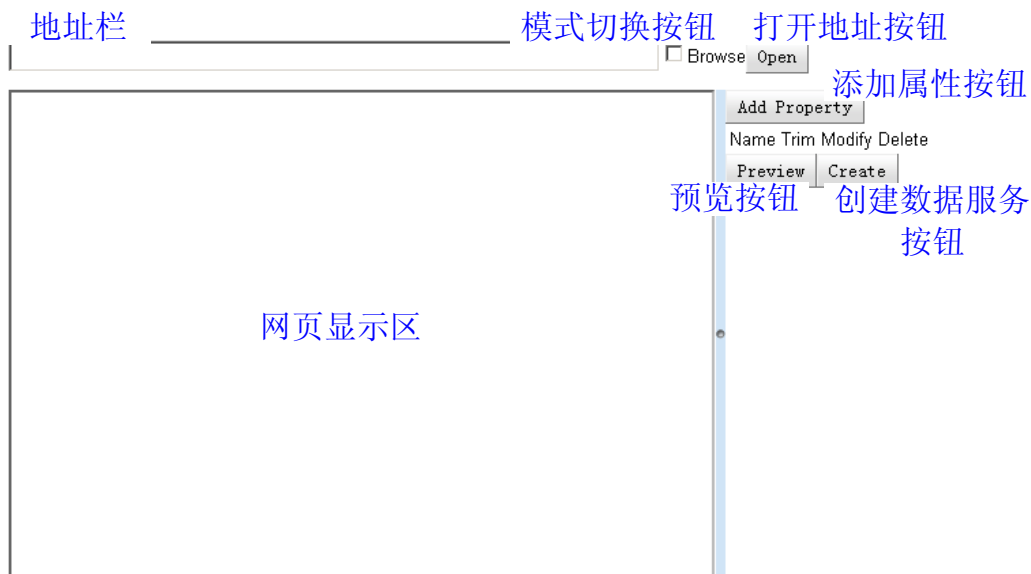 地址栏 模式切换按钮 打开地址按钮
Browse Open
添加属性按钮
Add Property
Name Trim Modify Delete
Preview Create
预览按钮 创建数据服务
按钮
网页显示区